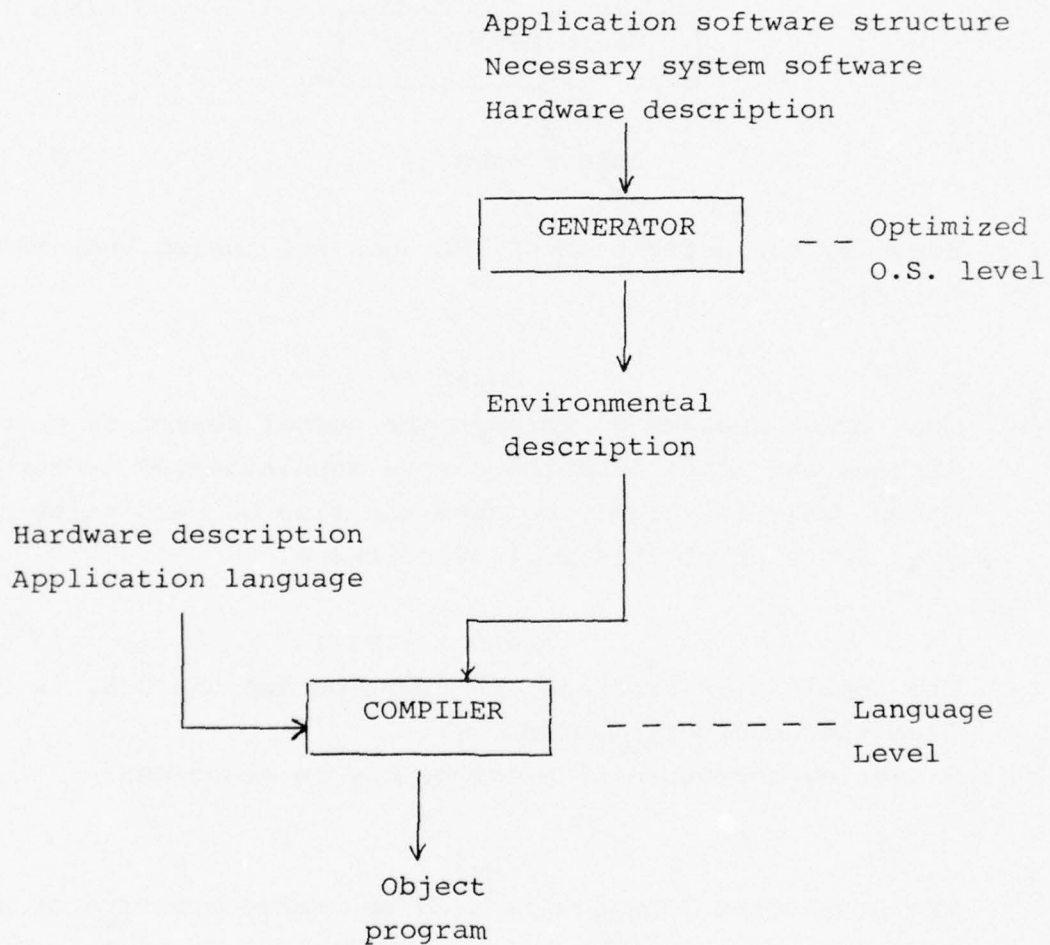 Application software structure
Necessary system software
Hardware description
GENERATOR
Optimized
O.S. level
Environmental
description
Hardware description
Application language
COMPILER
Language
Level
Object
program